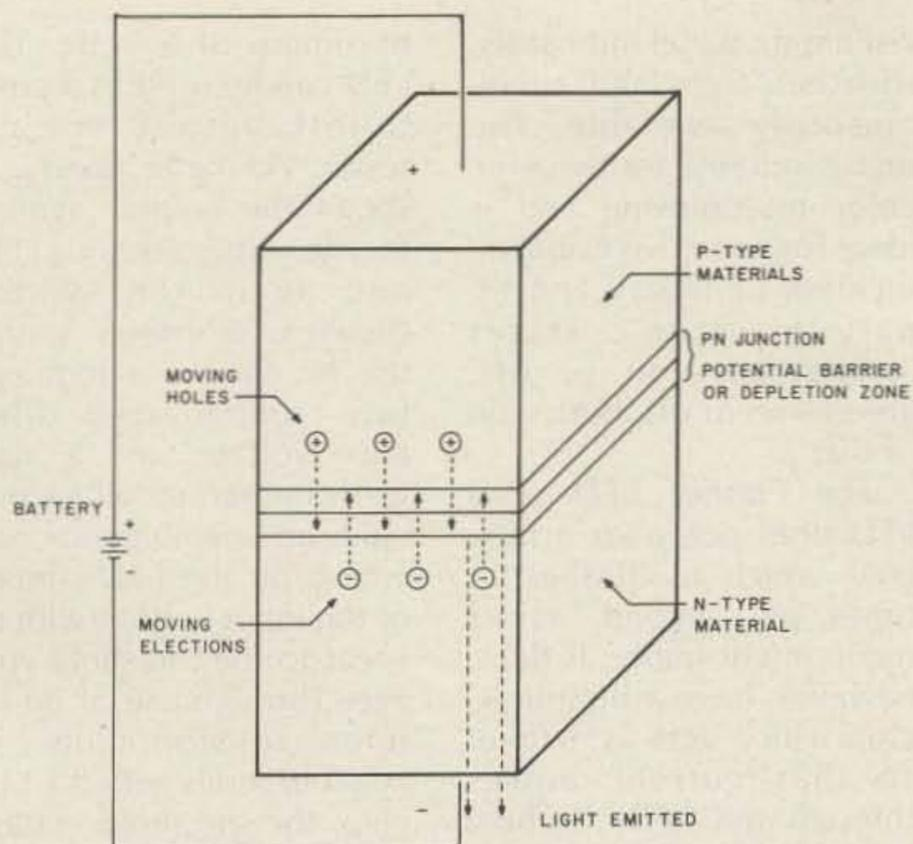 +
P-TYPE
MATERIALS
PN JUNCTION
POTENTIAL BARRIER
OR DEPLETION ZONE
MOVING
HOLES
+ + +
BATTERY
+
-
- - -
MOVING
ELECTIONS
N-TYPE
MATERIAL
-
LIGHT EMITTED